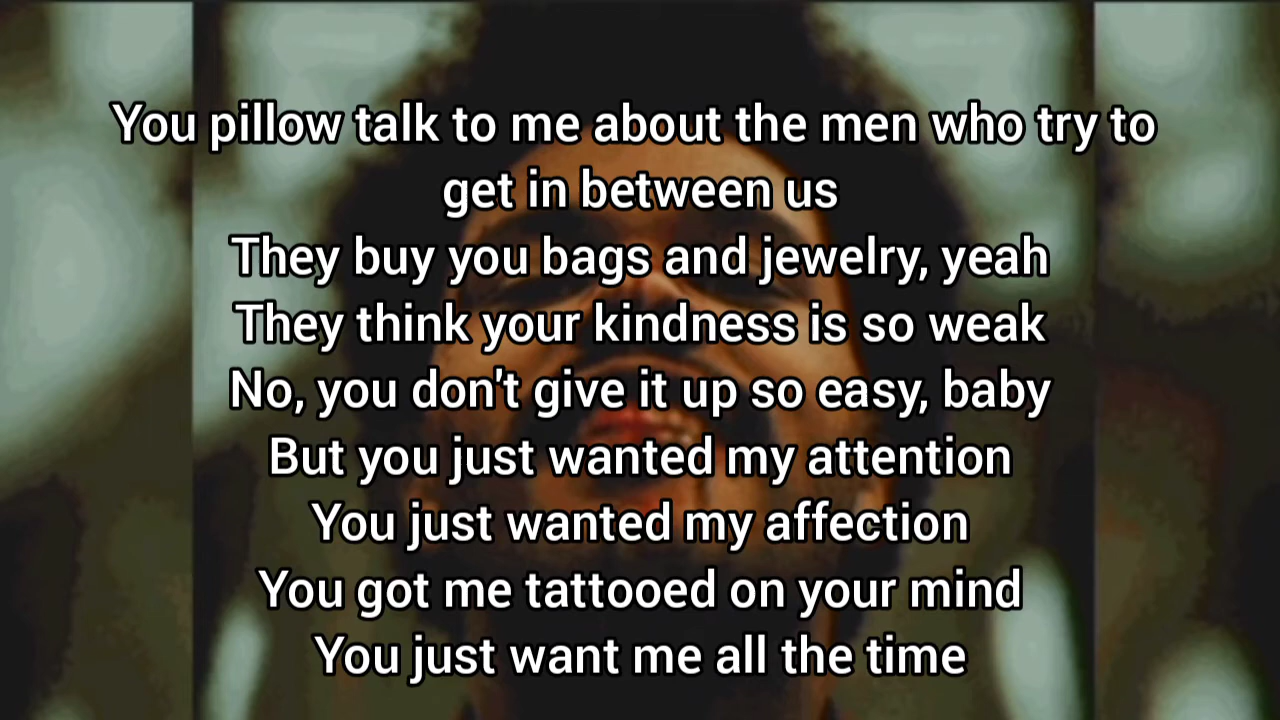 You pillow talk to me about the men who try to
get in between us
They buy you bags and jewelry, yeah
They think your kindness is so weak
No, you don't give it up so easy, baby
But you just wanted my attention
You just wanted my affection
You got me tattooed on your mind
You just want me all the time